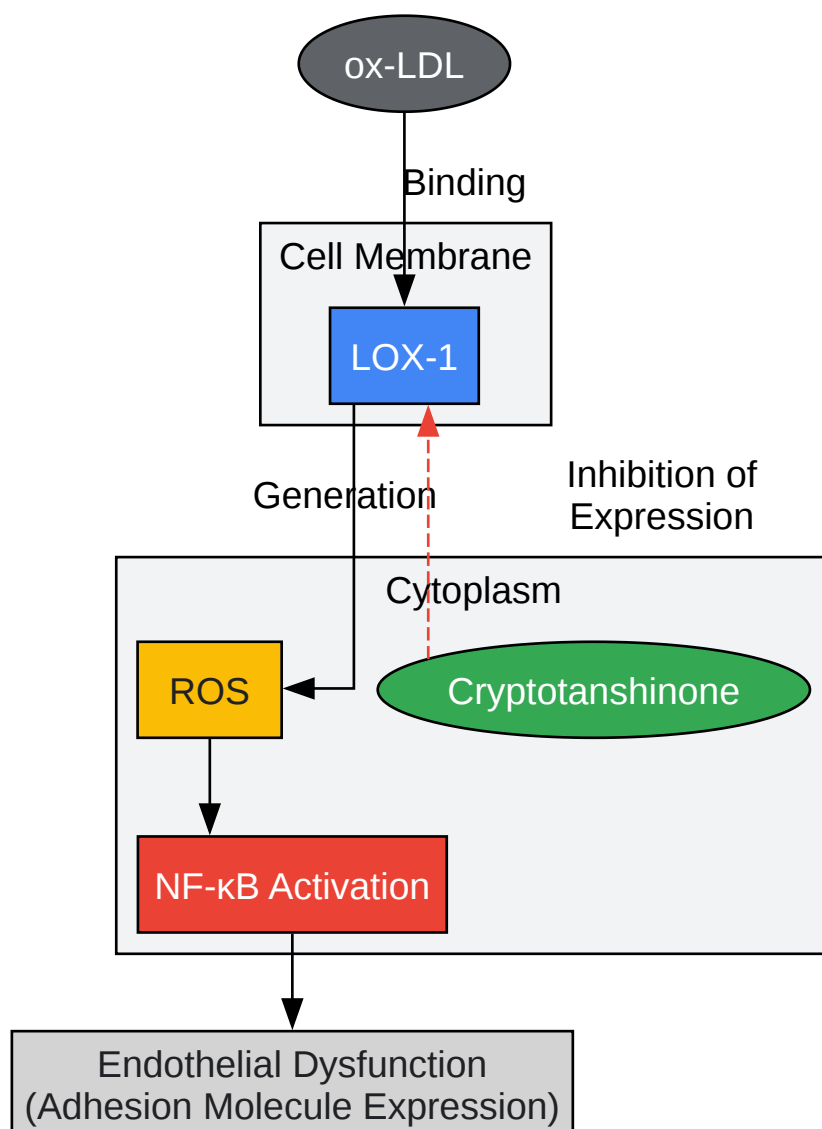 ox-LDL
Binding
Cell Membrane
LOX-1
Generation
Inhibition of
Expression
Cytoplasm
ROS
Cryptotanshinone
NF-κB Activation
Endothelial Dysfunction
(Adhesion Molecule Expression)